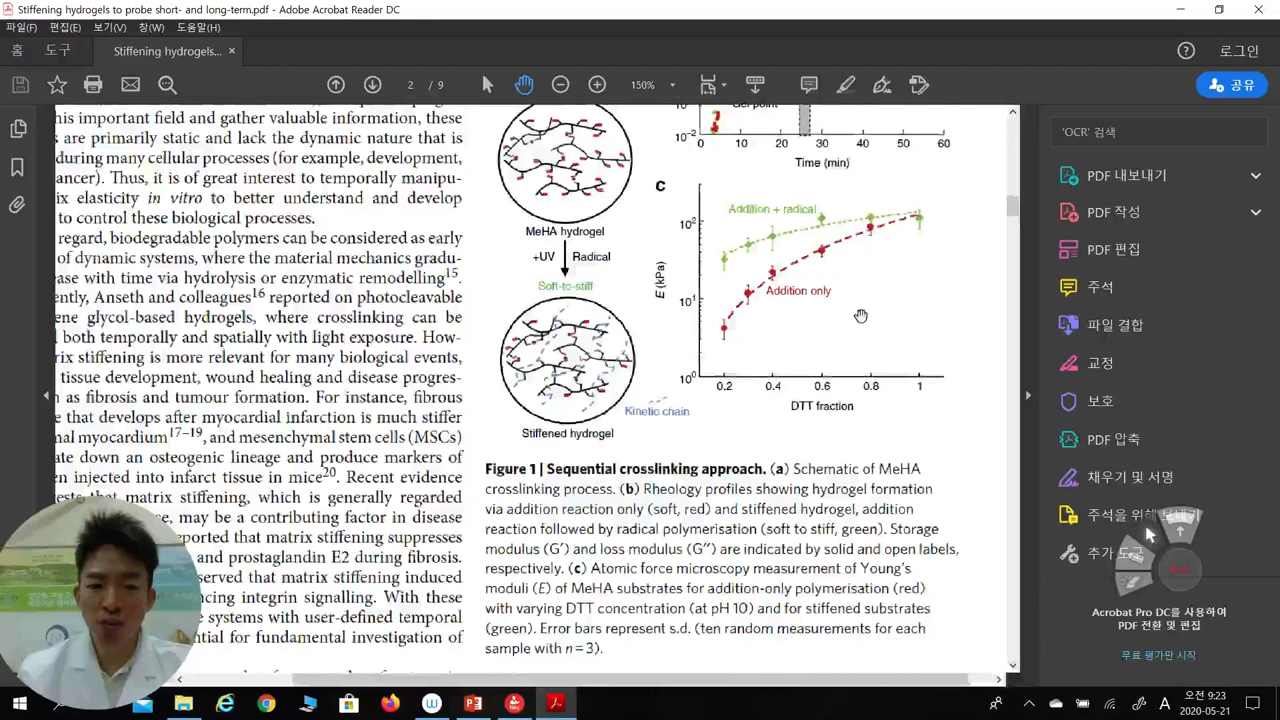 Stiffening hydrogels to probe short- and long-term.pdf - Adobe Acrobat Reader DC
파일(F) 편집(E) 보기(V) 창(W) 도움말(H)
홈 도구 Stiffening hydrogels... × 로그인
2 / 9 150% 공유
his important field and gather valuable information, these
s are primarily static and lack the dynamic nature that is
during many cellular processes (for example, development,
ancer). Thus, it is of great interest to temporally manipu-
ix elasticity in vitro to better understand and develop
to control these biological processes.
regard, biodegradable polymers can be considered as early
of dynamic systems, where the material mechanics gradu-
ease with time via hydrolysis or enzymatic remodelling15.
ently, Anseth and colleagues16 reported on photocleavable
ene glycol-based hydrogels, where crosslinking can be
both temporally and spatially with light exposure. How-
rix stiffening is more relevant for many biological events,
tissue development, wound healing and disease progres-
n as fibrosis and tumour formation. For instance, fibrous
e that develops after myocardial infarction is much stiffer
mal myocardium17–19, and mesenchymal stem cells (MSCs)
ate down an osteogenic lineage and produce markers of
en injected into infarct tissue in mice20. Recent evidence
ests that matrix stiffening, which is generally regarded
ce, may be a contributing factor in disease
ported that matrix stiffening suppresses
and prostaglandin E2 during fibrosis.
served that matrix stiffening induced
ncing integrin signalling. With these
e systems with user-defined temporal
ntial for fundamental investigation of
MeHA hydrogel
+UV Radical
Soft-to-stiff
Kinetic chain
Stiffened hydrogel
Gel point
10−2
0 10 20 30 40 50 60
Time (min)
c
Addition + radical
102
E (kPa)
101
Addition only
100
0.2 0.4 0.6 0.8 1
DTT fraction
Figure 1 | Sequential crosslinking approach. (a) Schematic of MeHA
crosslinking process. (b) Rheology profiles showing hydrogel formation
via addition reaction only (soft, red) and stiffened hydrogel, addition
reaction followed by radical polymerisation (soft to stiff, green). Storage
modulus (G′) and loss modulus (G″) are indicated by solid and open labels,
respectively. (c) Atomic force microscopy measurement of Young's
moduli (E) of MeHA substrates for addition-only polymerisation (red)
with varying DTT concentration (at pH 10) and for stiffened substrates
(green). Error bars represent s.d. (ten random measurements for each
sample with n = 3).
'OCR' 검색
PDF 내보내기
PDF 작성
PDF 편집
주석
파일 결합
교정
보호
PDF 압축
채우기 및 서명
주석을 위해
추가 도구
Acrobat Pro DC를 사용하여
PDF 전환 및 편집
무료 평가판 시작
A
오전 9:23
2020-05-21